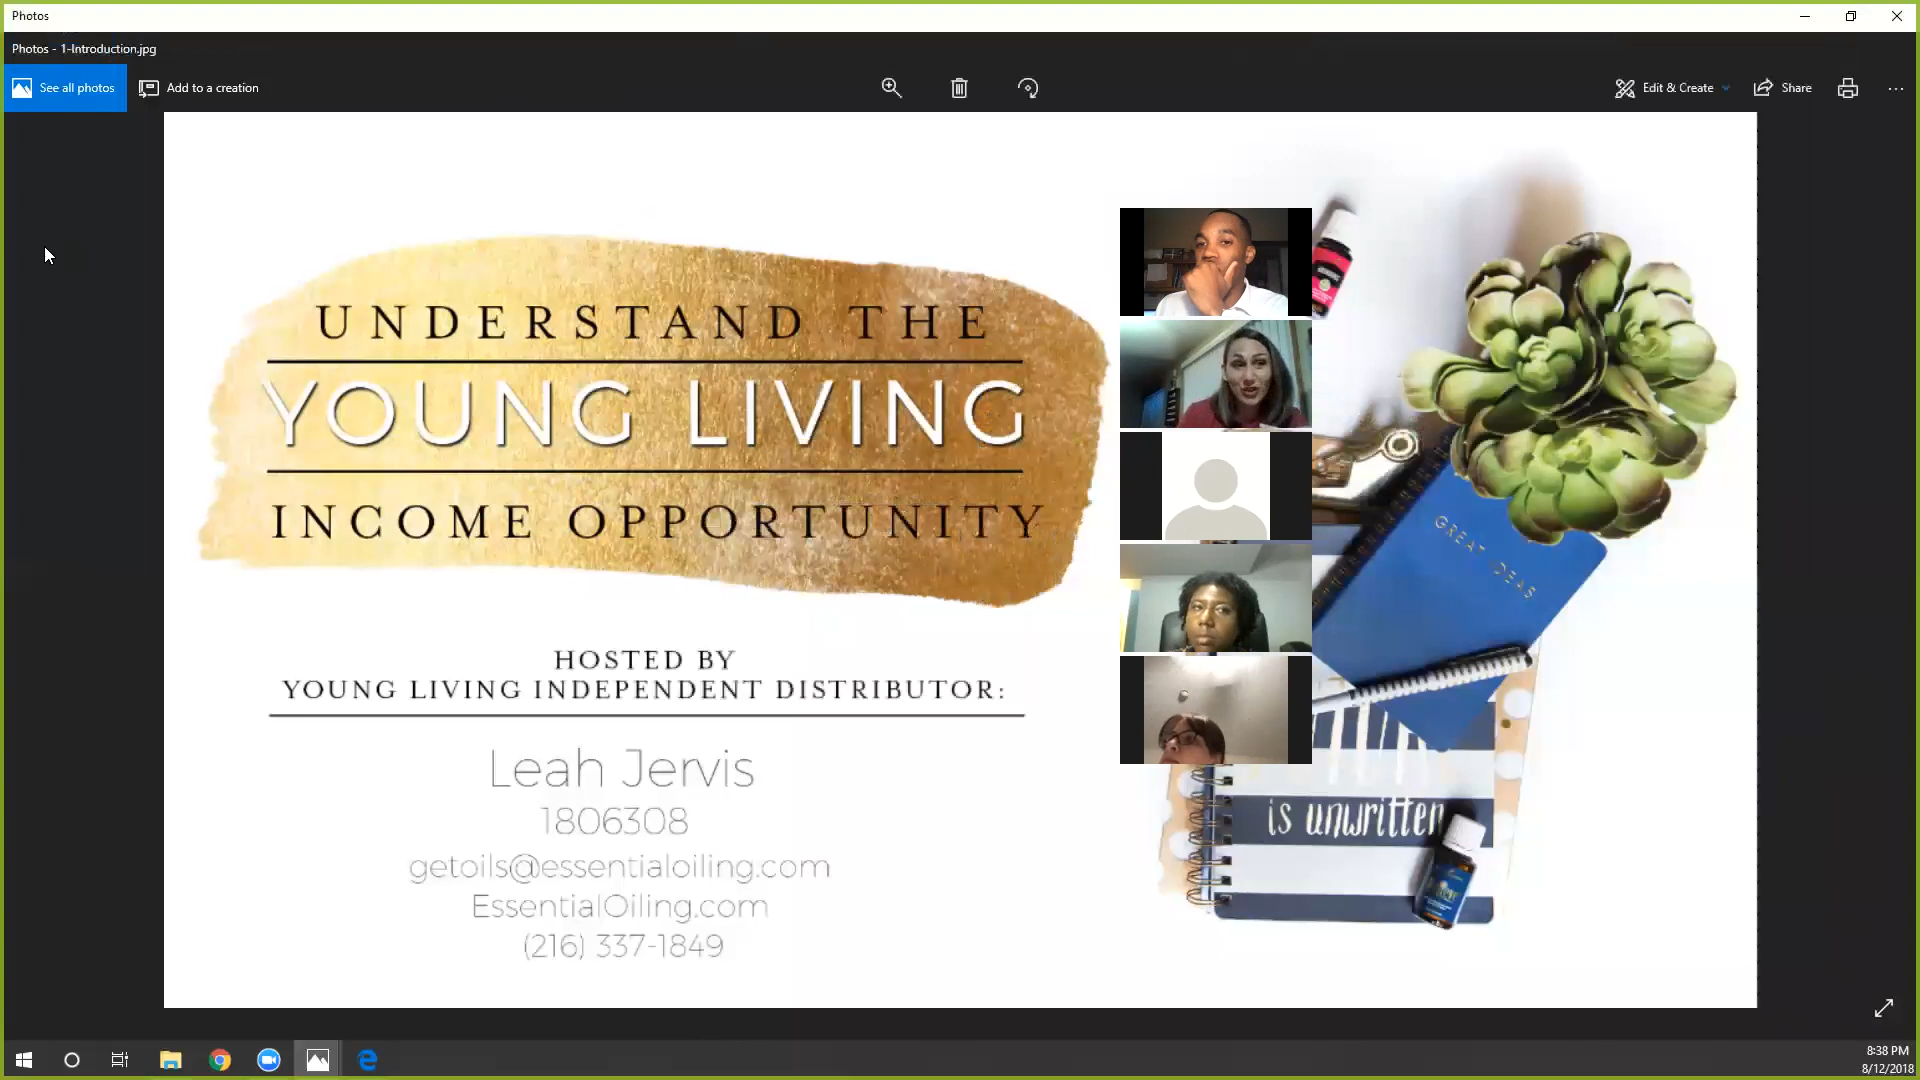 Photos
Photos - 1-Introduction.jpg
See all photos
Add to a creation
Edit & Create
Share
UNDERSTAND THE
YOUNG LIVING
INCOME OPPORTUNITY
GREAT IDEAS
HOSTED BY
YOUNG LIVING INDEPENDENT DISTRIBUTOR:
Leah Jervis
1806308
getoils@essentialoiling.com
EssentialOiling.com
(216) 337-1849
is unwritten
8:38 PM
8/12/2018